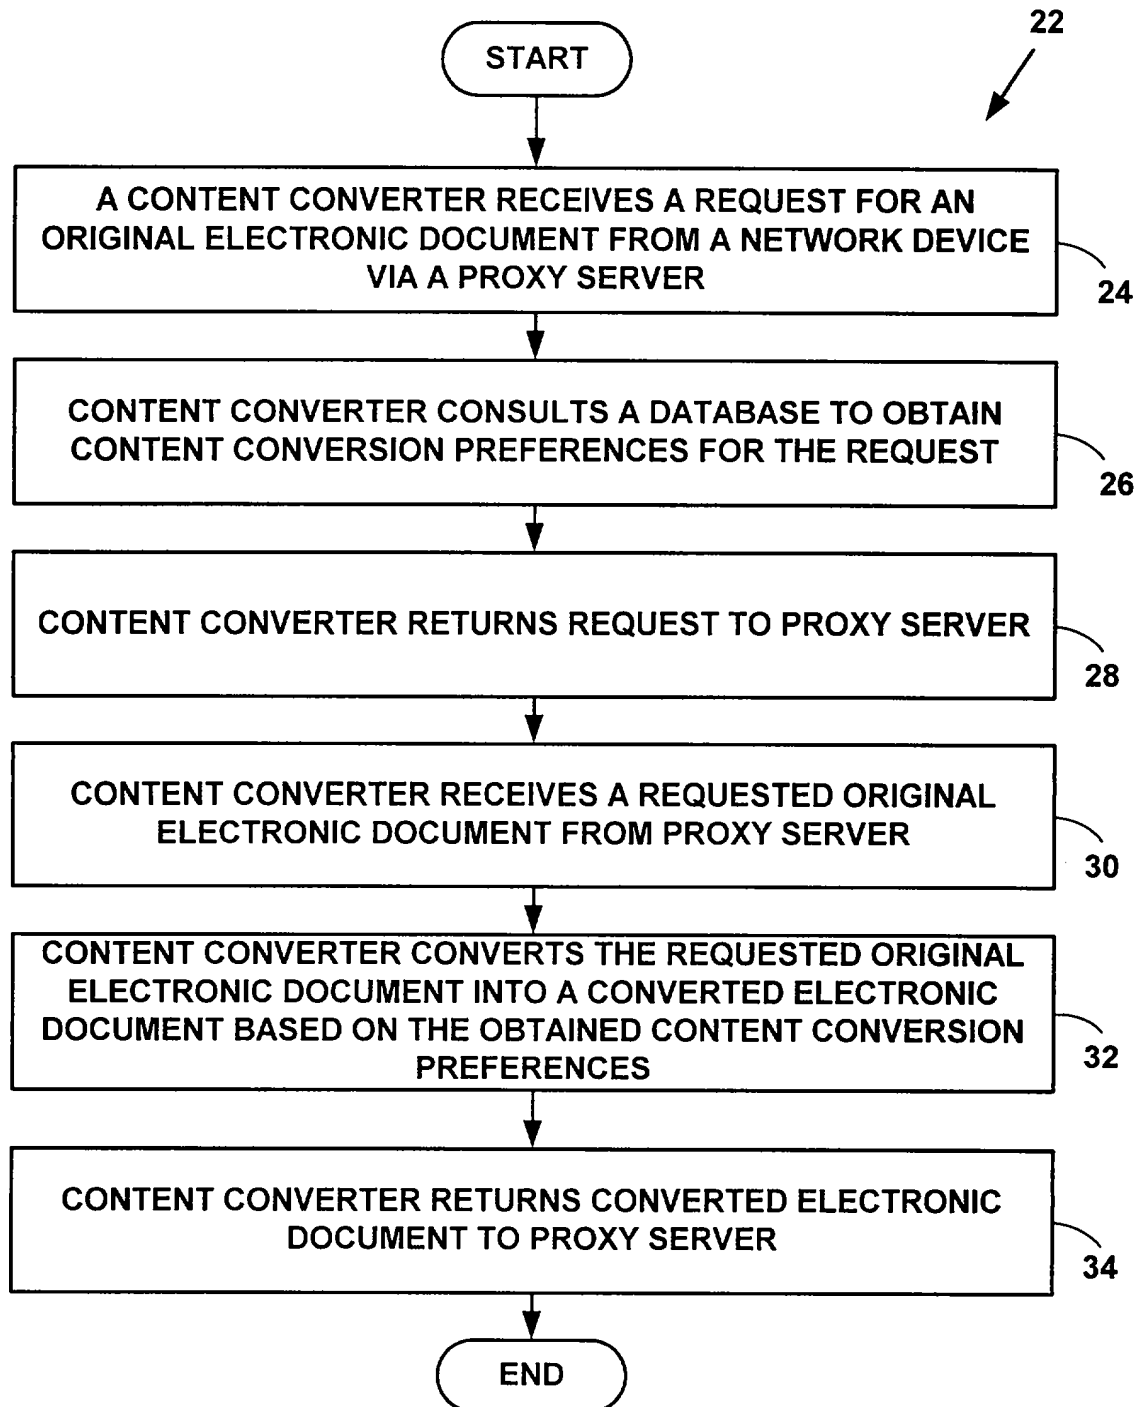 22
START
A CONTENT CONVERTER RECEIVES A REQUEST FOR AN
ORIGINAL ELECTRONIC DOCUMENT FROM A NETWORK DEVICE
VIA A PROXY SERVER
24
CONTENT CONVERTER CONSULTS A DATABASE TO OBTAIN
CONTENT CONVERSION PREFERENCES FOR THE REQUEST
26
CONTENT CONVERTER RETURNS REQUEST TO PROXY SERVER
28
CONTENT CONVERTER RECEIVES A REQUESTED ORIGINAL
ELECTRONIC DOCUMENT FROM PROXY SERVER
30
CONTENT CONVERTER CONVERTS THE REQUESTED ORIGINAL
ELECTRONIC DOCUMENT INTO A CONVERTED ELECTRONIC
DOCUMENT BASED ON THE OBTAINED CONTENT CONVERSION
PREFERENCES
32
CONTENT CONVERTER RETURNS CONVERTED ELECTRONIC
DOCUMENT TO PROXY SERVER
34
END